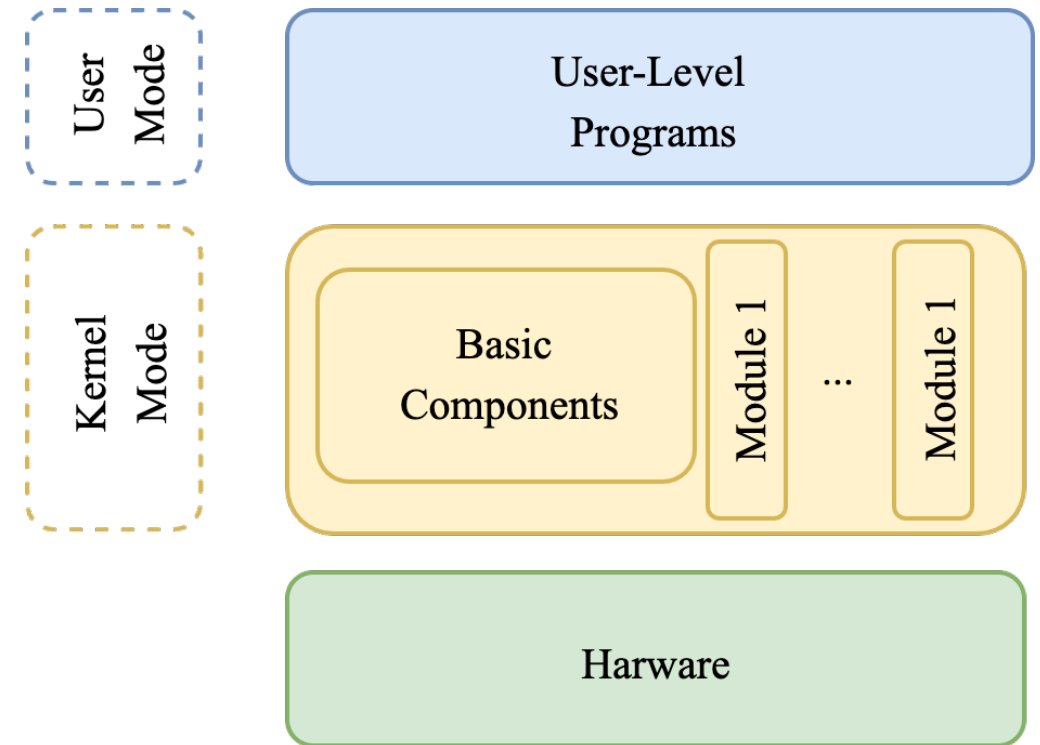 User
Mode
User-Level
Programs
Kernel
Mode
Basic
Components
Module 1
...
Module 1
Harware